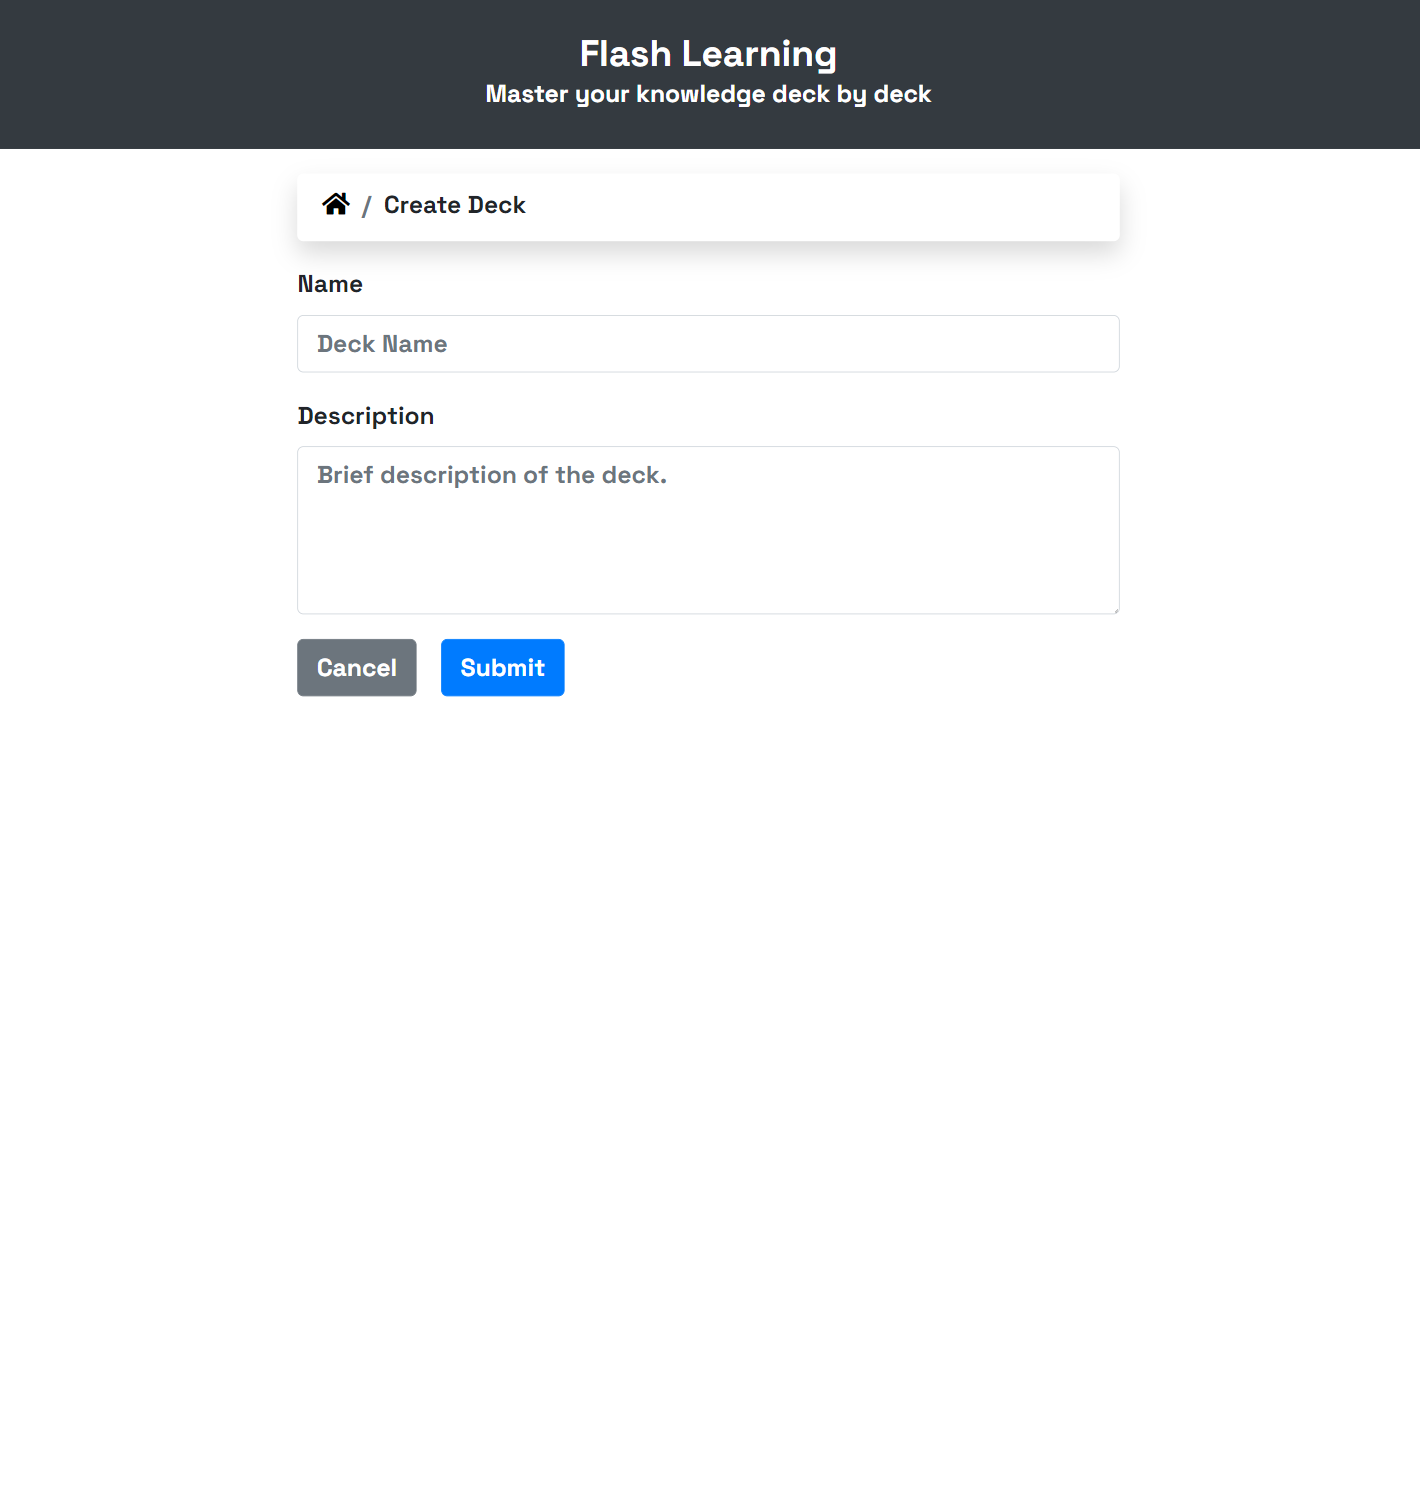 Flash Learning
Master your knowledge deck by deck
/ Create Deck
Name
Deck Name
Description
Brief description of the deck.
Cancel Submit